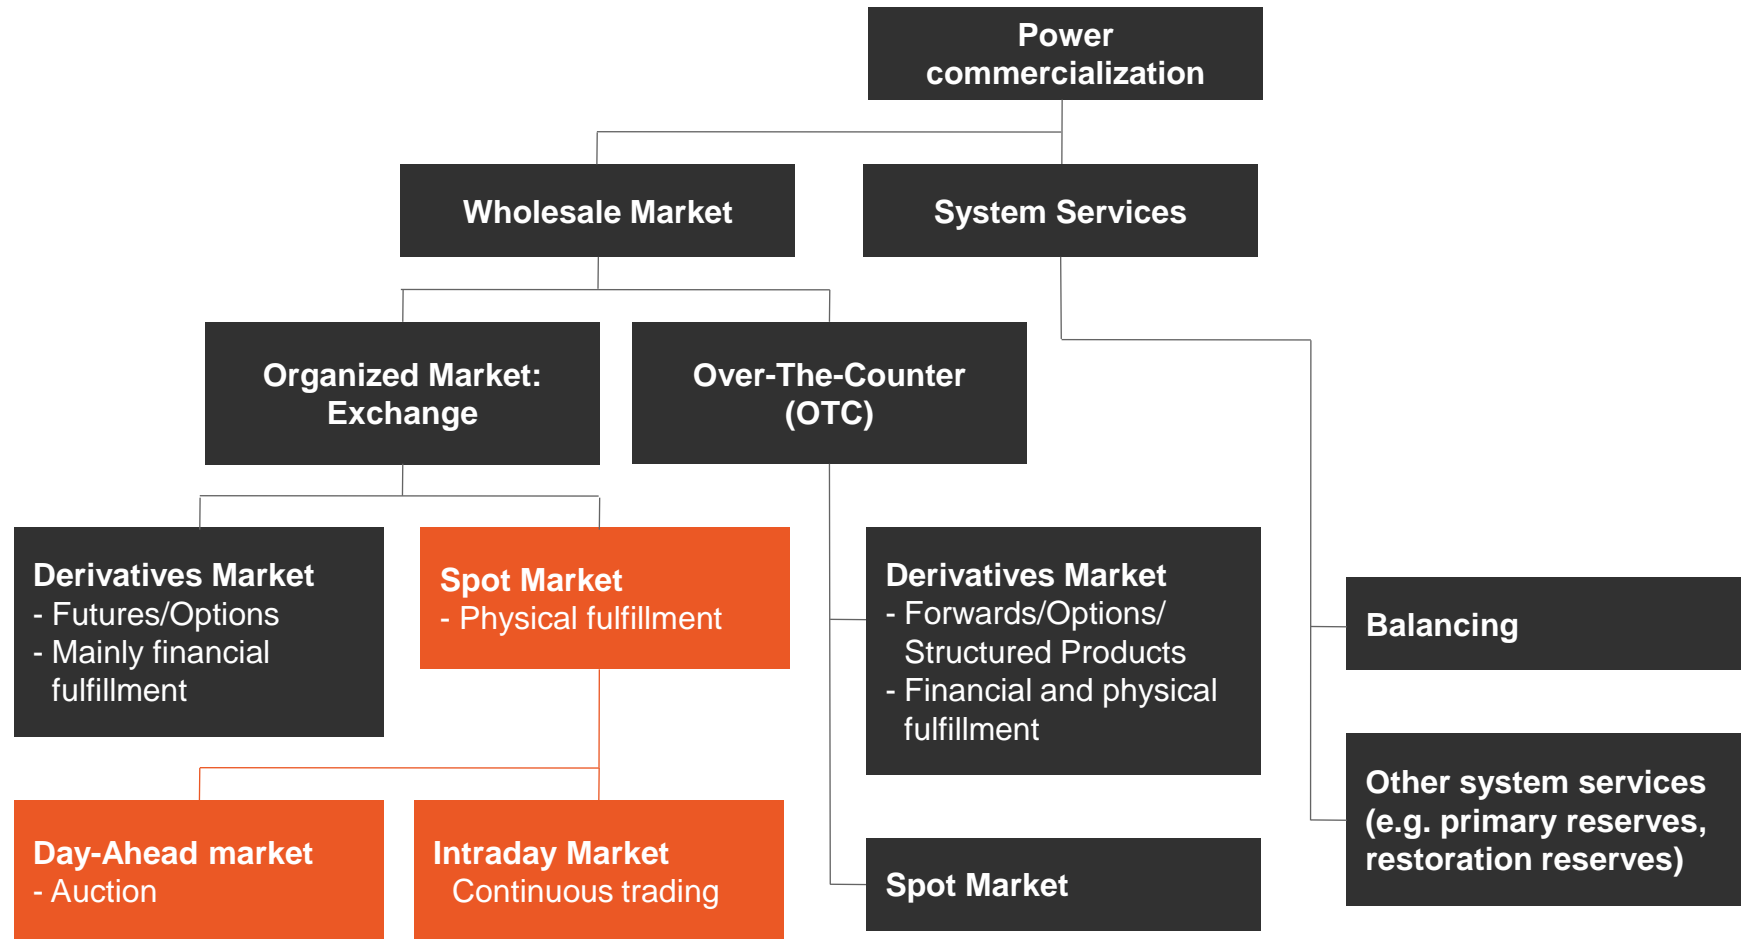 Power
commercialization
Wholesale Market
System Services
Organized Market:
Exchange
Over-The-Counter
(OTC)
Derivatives Market
- Futures/Options
- Mainly financial
fulfillment
Spot Market
- Physical fulfillment
Derivatives Market
- Forwards/Options/
Structured Products
- Financial and physical
fulfillment
Balancing
Other system services
(e.g. primary reserves,
restoration reserves)
Day-Ahead market
- Auction
Intraday Market
Continuous trading
Spot Market